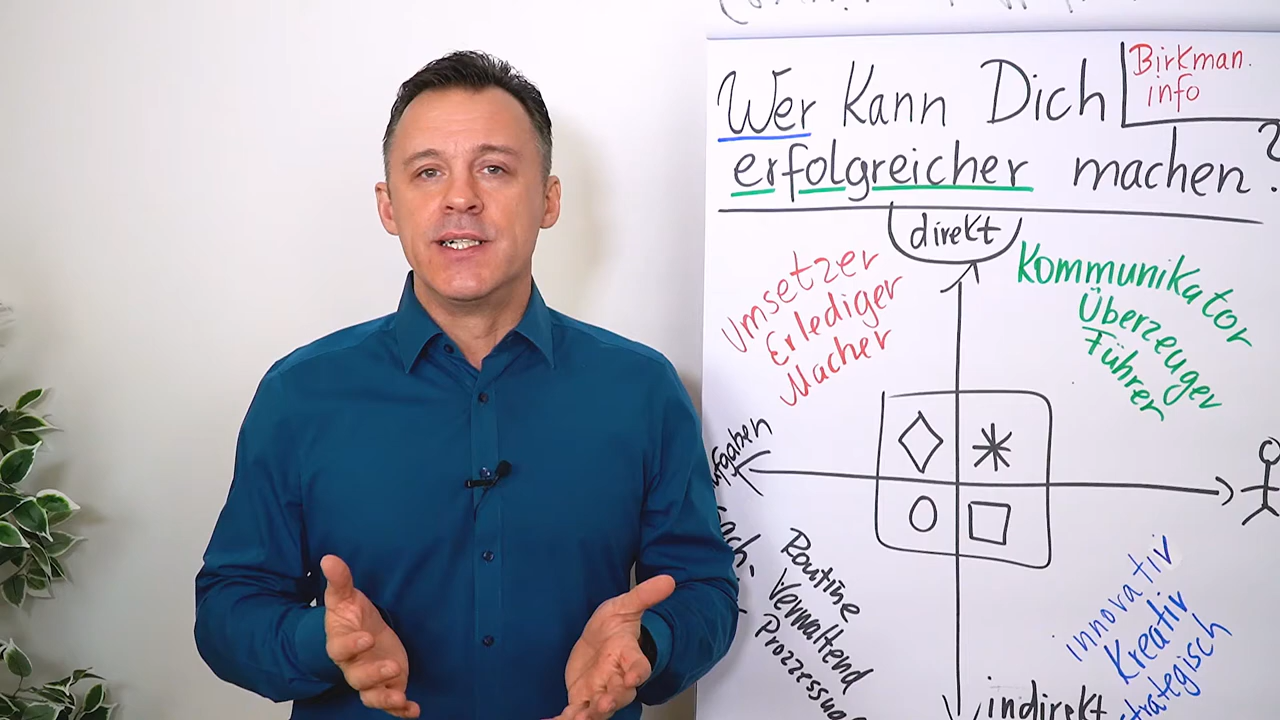 Wer Kann Dich
erfolgreicher machen?
Birkman.
info
direkt
Umsetzer
Erlediger
Macher
Kommunikator
Überzeuger
Führer
Routine
Verwaltend
innovativ
Kreativ
strategisch
indirekt